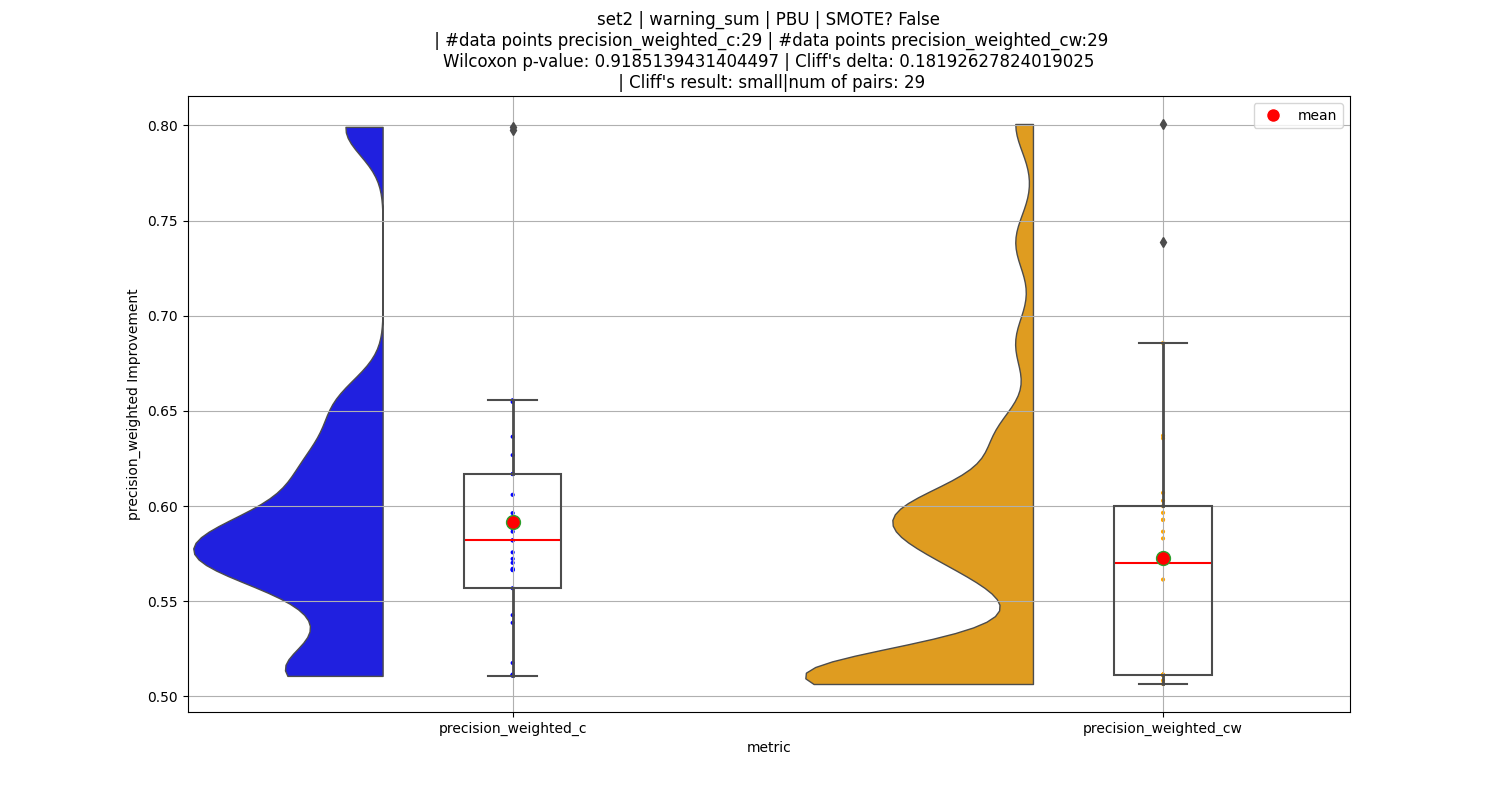 set2 | warning_sum | PBU | SMOTE? False
| #data points precision_weighted_c:29 | #data points precision_weighted_cw:29
Wilcoxon p-value: 0.9185139431404497 | Cliff's delta: 0.18192627824019025
| Cliff's result: small|num of pairs: 29
mean
0.80
0.75
0.70
0.65
0.60
0.55
0.50
precision_weighted Improvement
precision_weighted_c
precision_weighted_cw
metric